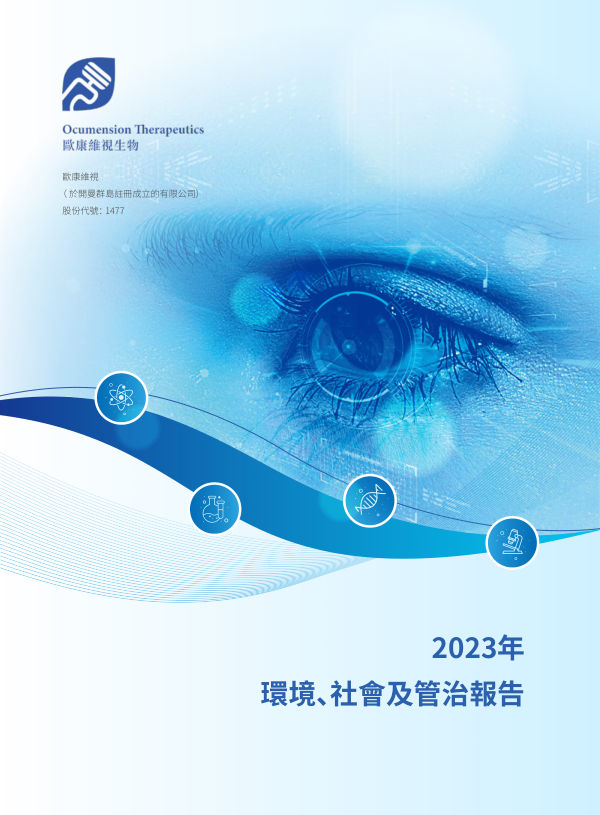 Ocumension Therapeutics
歐康維視生物
歐康維視
（於開曼群島註冊成立的有限公司)
股份代號：1477
2023年
環境、社會及管治報告